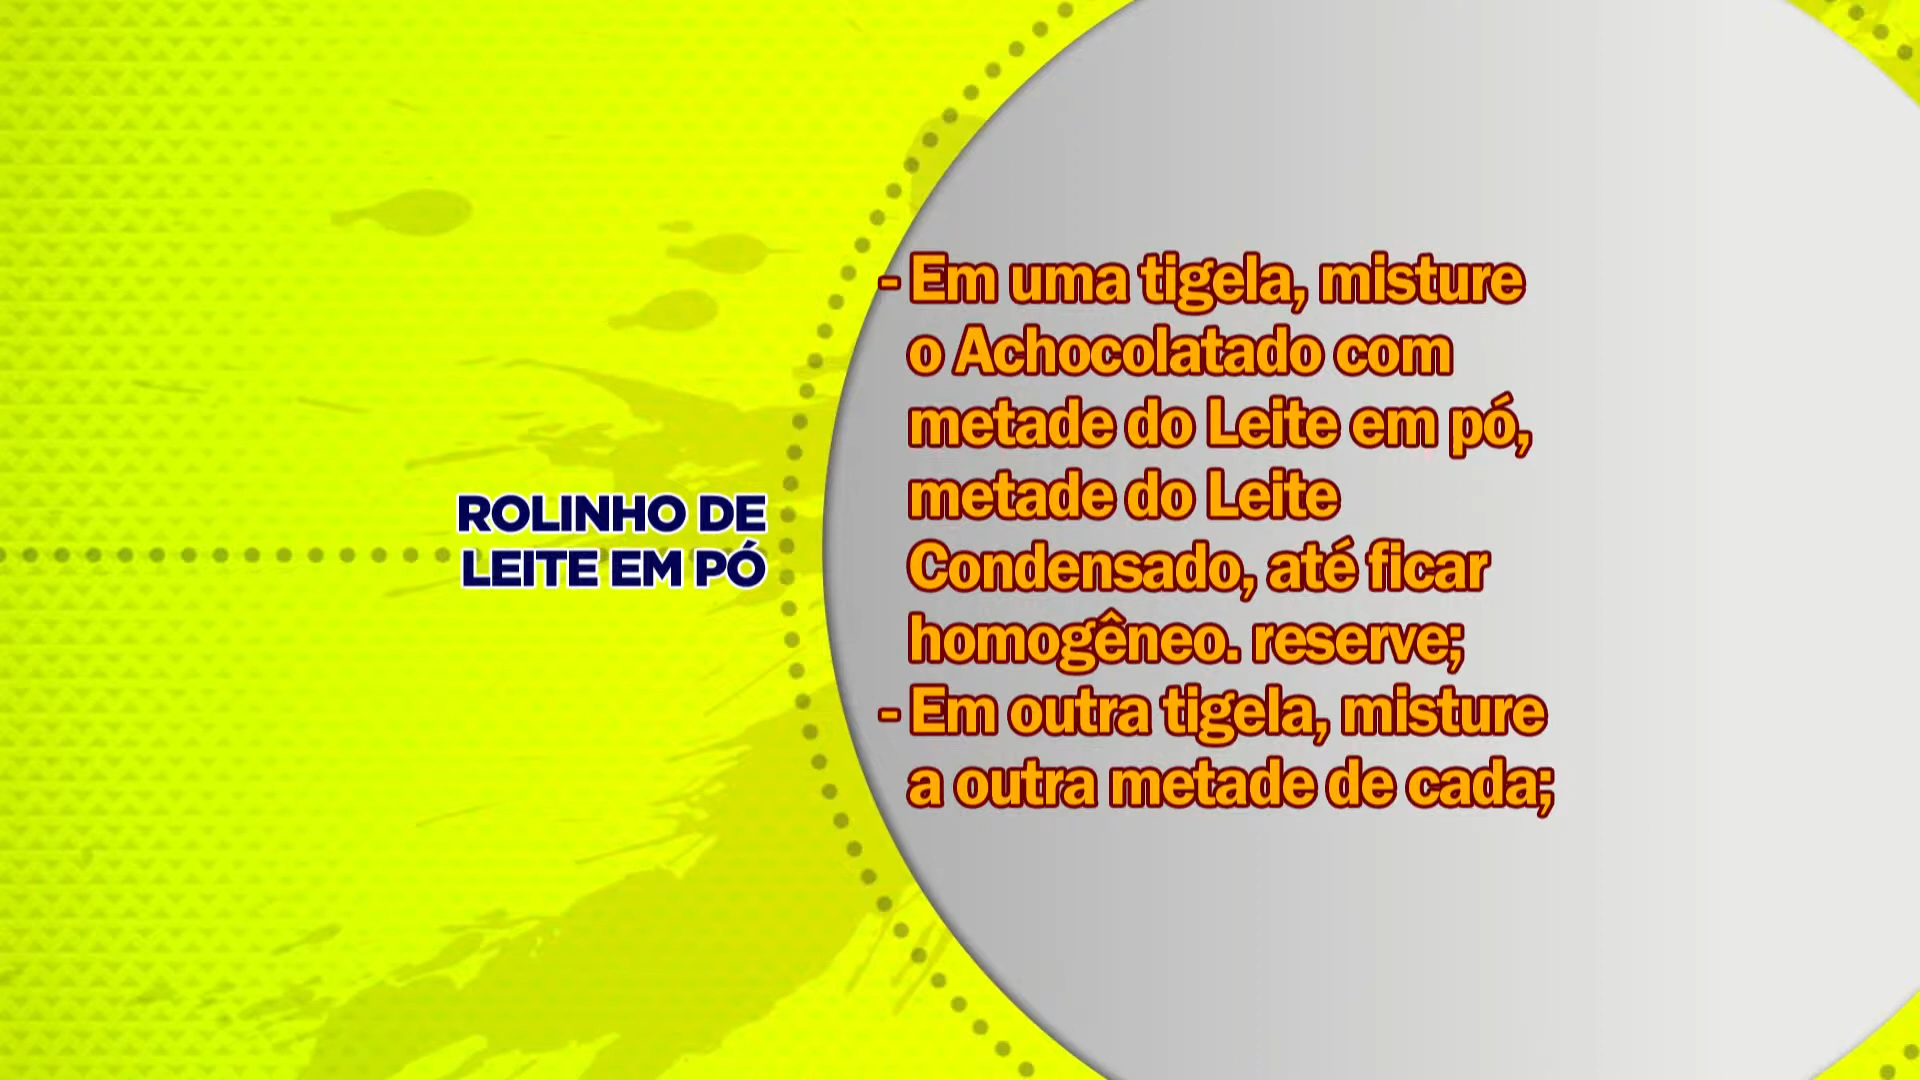 ROLINHO DE
LEITE EM PÓ
- Em uma tigela, misture
o Achocolatado com
metade do Leite em pó,
metade do Leite
Condensado, até ficar
homogêneo. reserve;
- Em outra tigela, misture
a outra metade de cada;